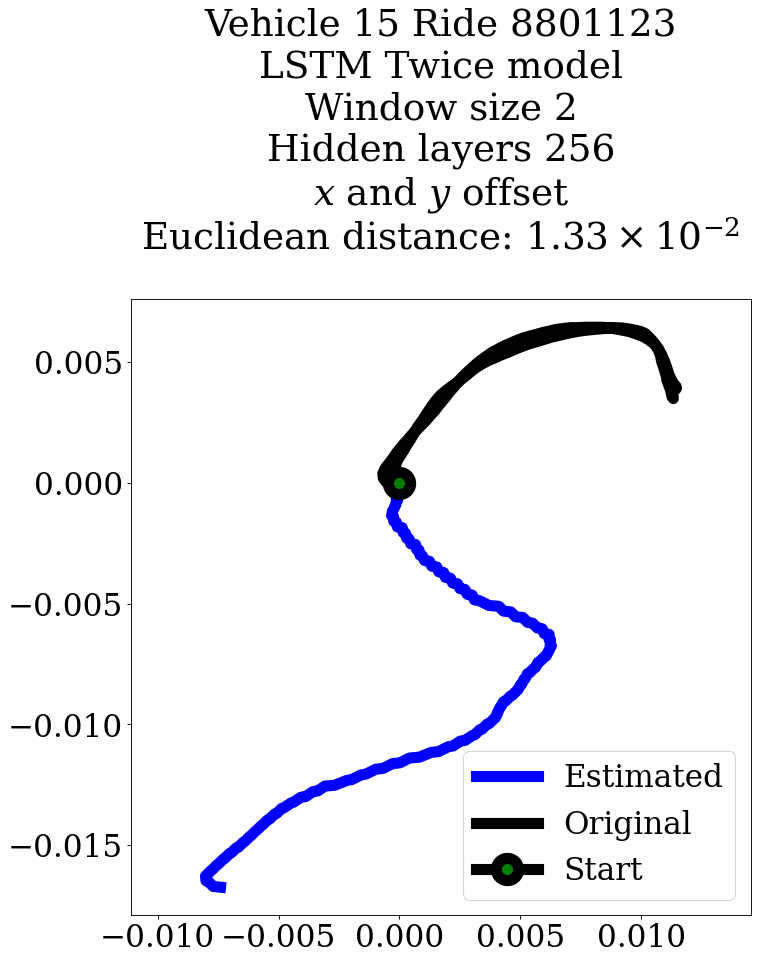 Vehicle 15 Ride 8801123
LSTM Twice model
Window size 2
Hidden layers 256
x and y offset
Euclidean distance: 1.33 × 10⁻²
0.005
0.000
−0.005
−0.010
−0.015
Estimated
Original
Start
−0.010 −0.005 0.000 0.005 0.010